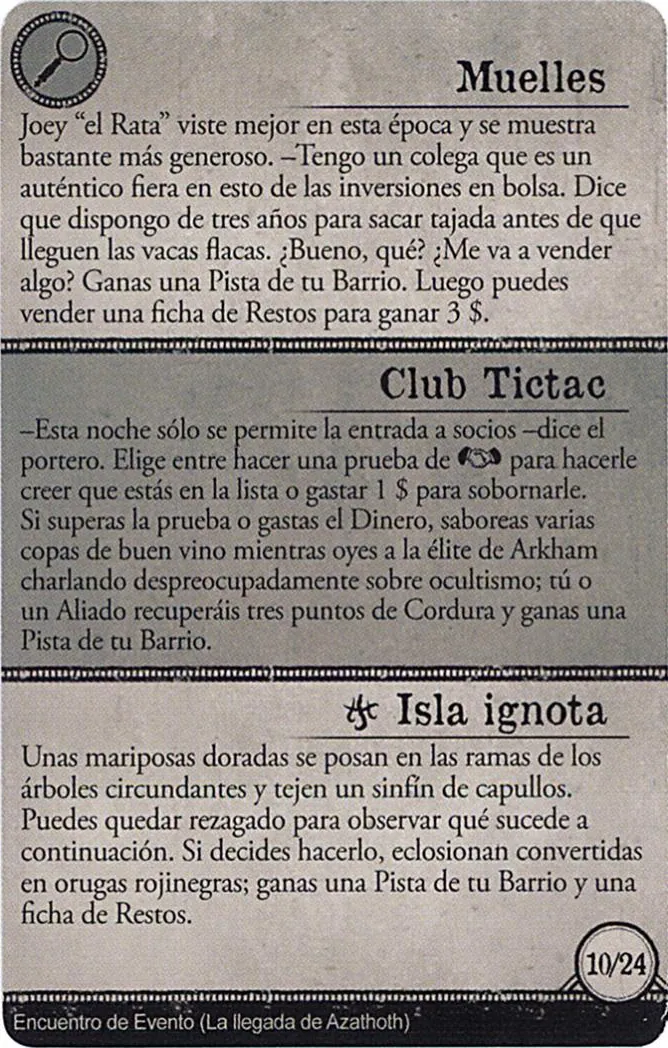 Muelles
Joey “el Rata” viste mejor en esta época y se muestra
bastante más generoso. –Tengo un colega que es un
auténtico fiera en esto de las inversiones en bolsa. Dice
que dispongo de tres años para sacar tajada antes de que
lleguen las vacas flacas. ¿Bueno, qué? ¿Me va a vender
algo? Ganas una Pista de tu Barrio. Luego puedes
vender una ficha de Restos para ganar 3 $.
Club Tictac
–Esta noche sólo se permite la entrada a socios –dice el
portero. Elige entre hacer una prueba de para hacerle
creer que estás en la lista o gastar 1 $ para sobornarle.
Si superas la prueba o gastas el Dinero, saboreas varias
copas de buen vino mientras oyes a la élite de Arkham
charlando despreocupadamente sobre ocultismo; tú o
un Aliado recuperáis tres puntos de Cordura y ganas una
Pista de tu Barrio.
Isla ignota
Unas mariposas doradas se posan en las ramas de los
árboles circundantes y tejen un sinfín de capullos.
Puedes quedar rezagado para observar qué sucede a
continuación. Si decides hacerlo, eclosionan convertidas
en orugas rojinegras; ganas una Pista de tu Barrio y una
ficha de Restos.
10/24
Encuentro de Evento (La llegada de Azathoth)